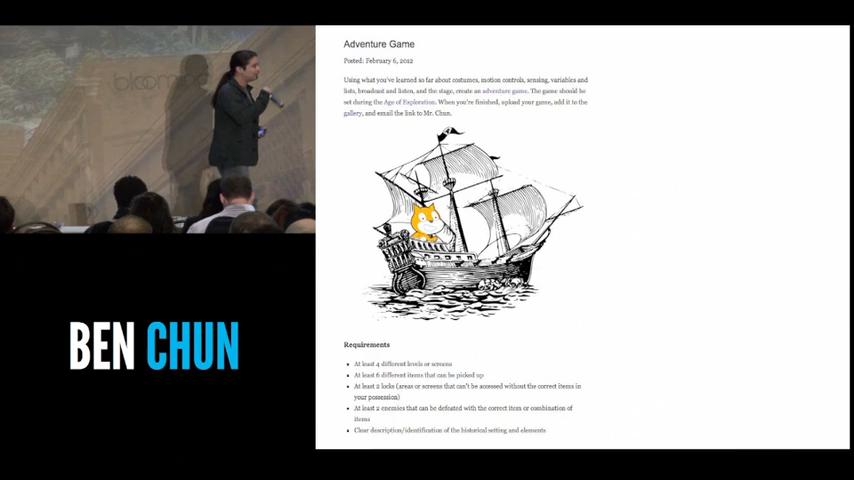 bloom
BEN CHUN
Adventure Game
Posted: February 6, 2012
Using what you've learned so far about costumes, motion controls, sensing, variables and
lists, broadcast and listen, and the stage, create an adventure game. The game should be
set during the Age of Exploration. When you're finished, upload your game, add it to the
gallery, and email the link to Mr. Chun.
Requirements
At least 4 different levels or screens
At least 6 different items that can be picked up
At least 2 locks (areas or screens that can't be accessed without the correct items in
your possession)
At least 2 enemies that can be defeated with the correct item or combination of
items
Clear description/identification of the historical setting and elements